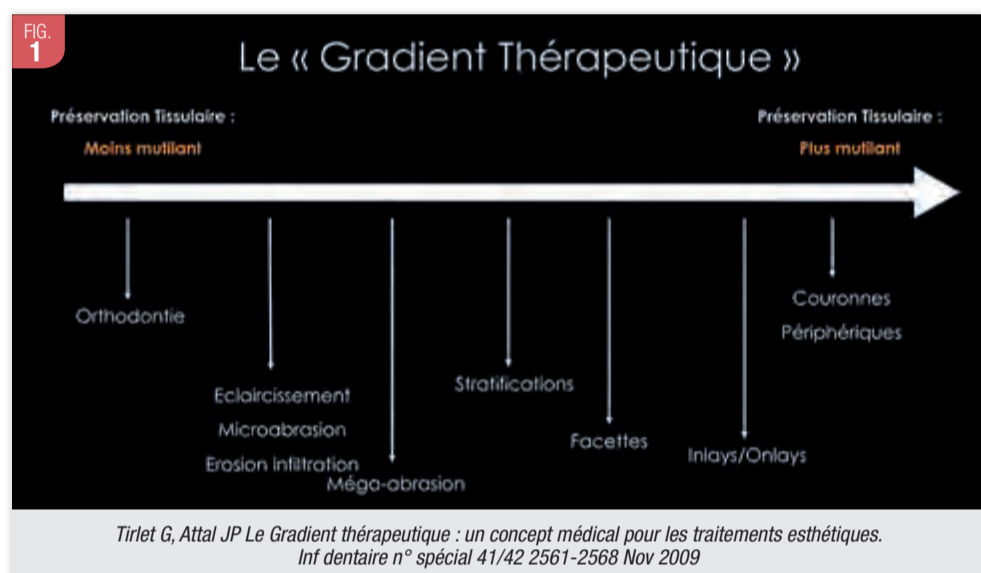 FIG.
1
Le « Gradient Thérapeutique »
Préservation Tissulaire :
Moins mutilant
Préservation Tissulaire :
Plus mutilant
Orthodontie
Eclaircissement
Microabrasion
Erosion infiltration
Méga-abrasion
Stratifications
Facettes
Inlays/Onlays
Couronnes
Périphériques
Tirlet G, Attal JP Le Gradient thérapeutique : un concept médical pour les traitements esthétiques.
Inf dentaire n° spécial 41/42 2561-2568 Nov 2009